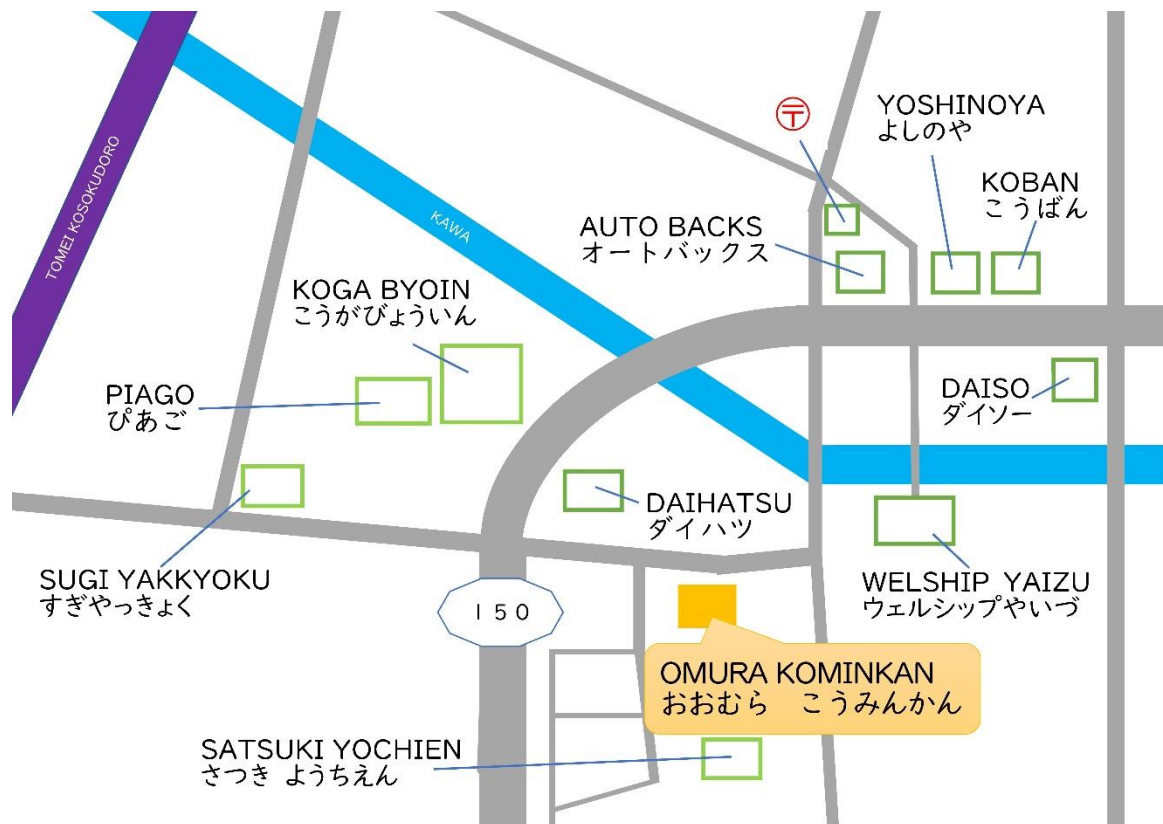 TOMEI KOSOKUDORO
KAWA
〒
YOSHINOYA
よしのや
KOBAN
こうばん
AUTO BACKS
オートバックス
KOGA BYOIN
こうがびょういん
PIAGO
ぴあご
DAISO
ダイソー
DAIHATSU
ダイハツ
SUGI YAKKYOKU
すぎやっきょく
WELSHIP YAIZU
ウェルシップやいづ
150
OMURA KOMINKAN
おおむら　こうみんかん
SATSUKI YOCHIEN
さつき ようちえん